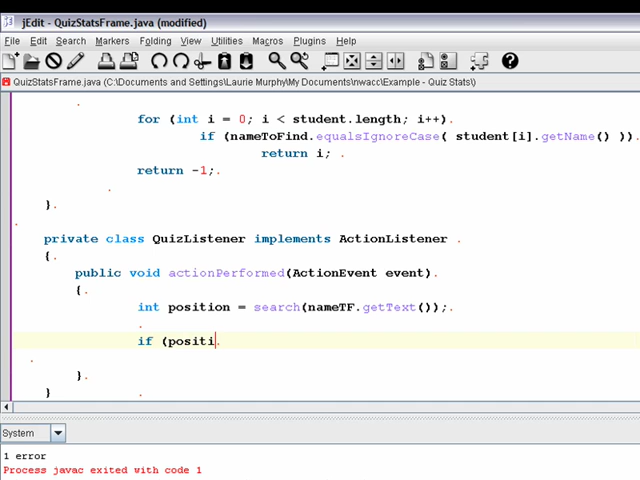 jEdit - QuizStatsFrame.java (modified)
File Edit Search Markers Folding View Utilities Macros Plugins Help
QuizStatsFrame.java (C:\Documents and Settings\Laurie Murphy\My Documents\nwacc\Example - Quiz Stats\)
for (int i = 0; i < student.length; i++).
if (nameToFind.equalsIgnoreCase( student[i].getName() )).
return i; .
return -1;.
.
}.
.
private class QuizListener implements ActionListener .
{.
public void actionPerformed(ActionEvent event).
{.
int position = search(nameTF.getText());.
.
if (positi.
.
}.
} .
System
1 error
Process javac exited with code 1